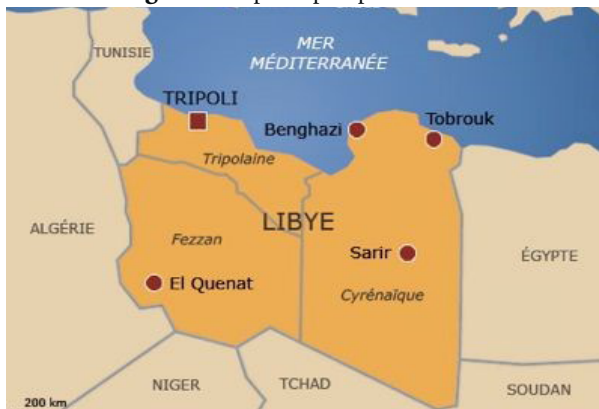 MER
MÉDITERRANÉE
TUNISIE
TRIPOLI
Benghazi
Tobrouk
Tripolaine
ALGÉRIE
Fezzan
LIBYE
Sarir
ÉGYPTE
El Quenat
Cyrénaïque
NIGER
TCHAD
SOUDAN
200 km